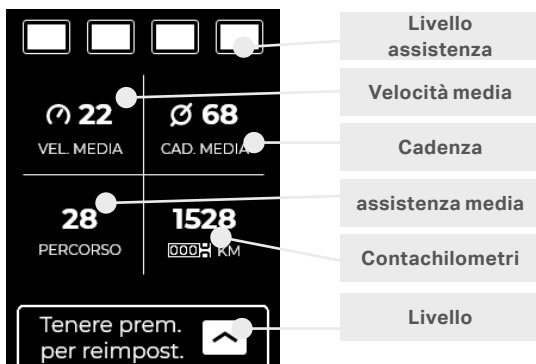 22
VEL. MEDIA
68
CAD. MEDIA
28
PERCORSO
1528
000 KM
Tenere prem.
per reimpost.
Livello
assistenza
Velocità media
Cadenza
assistenza media
Contachilometri
Livello